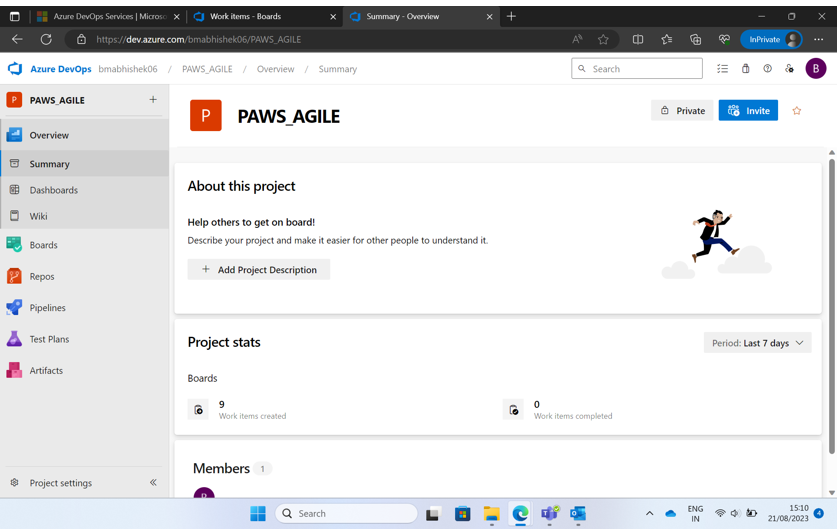 Azure DevOps Services | Microso
Work items - Boards
Summary - Overview
https://dev.azure.com/bmabhishek06/PAWS_AGILE
InPrivate
Azure DevOps bmabhishek06 / PAWS_AGILE / Overview / Summary
Search
B
P PAWS_AGILE
Overview
Summary
Dashboards
Wiki
Boards
Repos
Pipelines
Test Plans
Artifacts
Project settings
P PAWS_AGILE
Private
Invite
About this project
Help others to get on board!
Describe your project and make it easier for other people to understand it.
Add Project Description
Project stats
Period: Last 7 days
Boards
9
Work items created
0
Work items completed
Members 1
B
Search
ENG
IN
15:10
21/08/2023
4